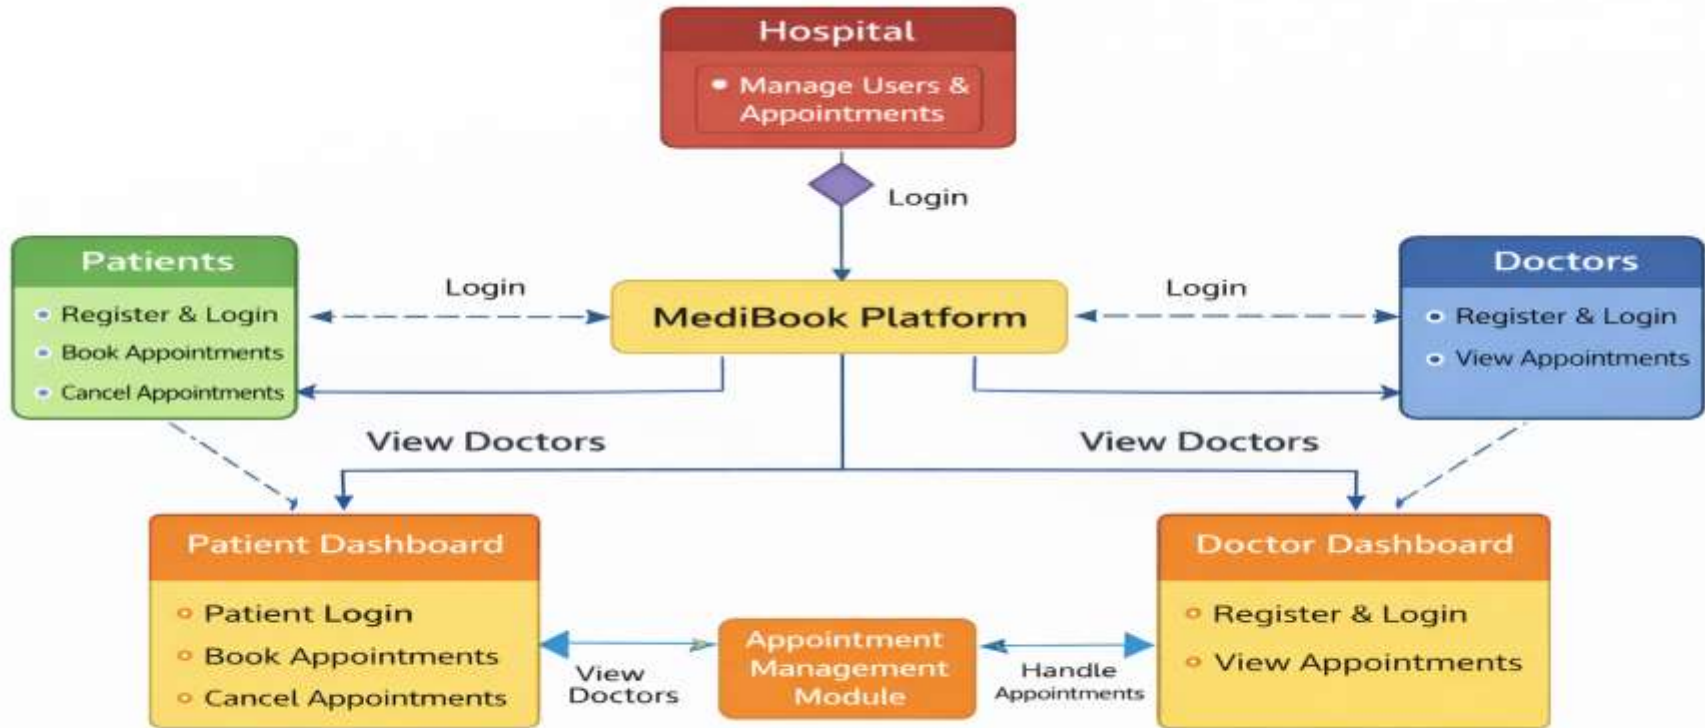 Hospital
Manage Users &
Appointments
Login
Patients
Register & Login
Book Appointments
Cancel Appointments
Login
MediBook Platform
Login
Doctors
Register & Login
View Appointments
View Doctors
View Doctors
Patient Dashboard
Patient Login
Book Appointments
Cancel Appointments
View
Doctors
Appointment
Management
Module
Handle
Appointments
Doctor Dashboard
Register & Login
View Appointments